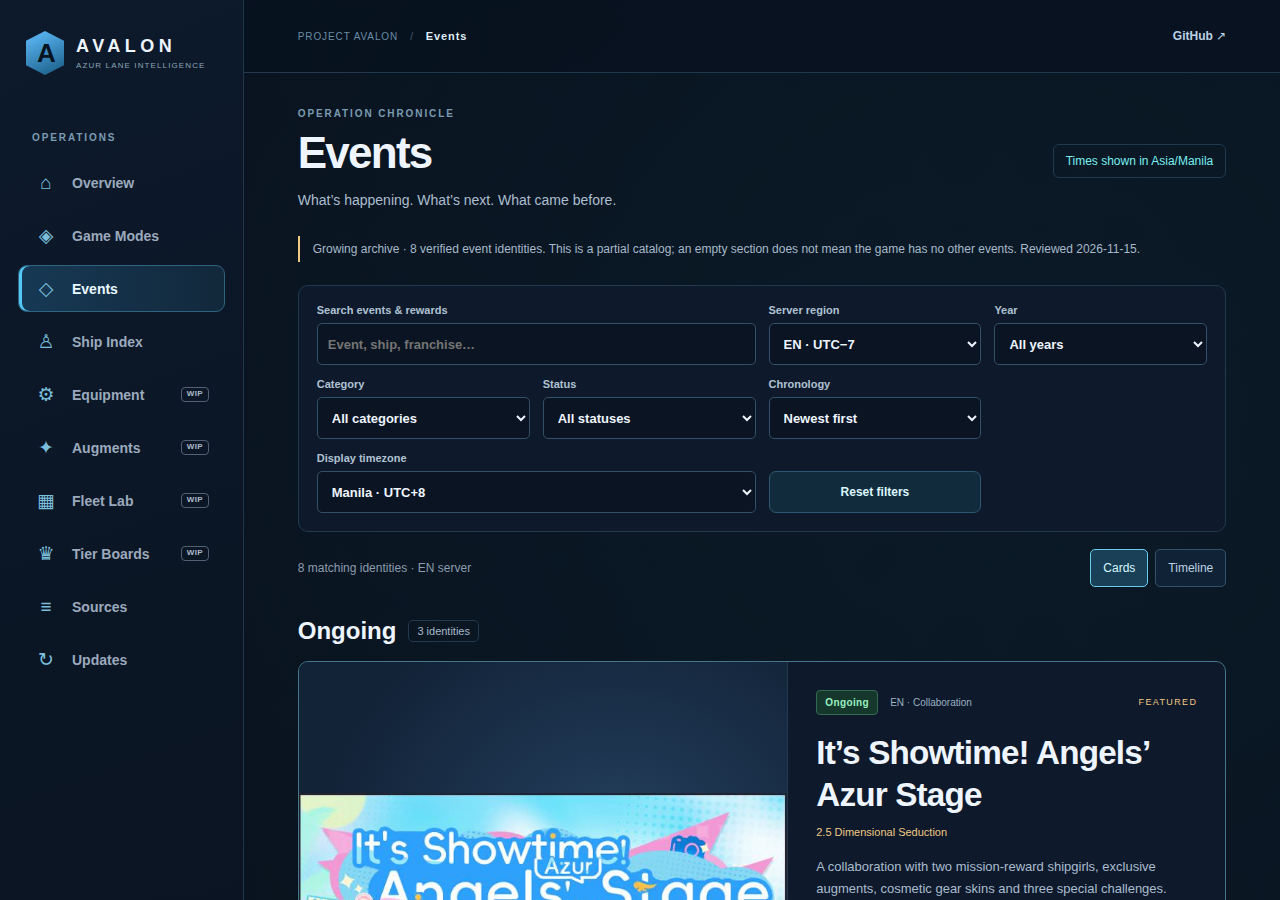 A
AVALON
AZUR LANE INTELLIGENCE
OPERATIONS
Overview
Game Modes
Events
Ship Index
Equipment WIP
Augments WIP
Fleet Lab WIP
Tier Boards WIP
Sources
Updates
PROJECT AVALON / Events
GitHub ↗
OPERATION CHRONICLE
Events
Times shown in Asia/Manila
What's happening. What's next. What came before.
Growing archive · 8 verified event identities. This is a partial catalog; an empty section does not mean the game has no other events. Reviewed 2026-11-15.
Search events & rewards
Event, ship, franchise…
Server region
EN · UTC−7
Year
All years
Category
All categories
Status
All statuses
Chronology
Newest first
Display timezone
Manila · UTC+8
Reset filters
8 matching identities · EN server
Cards
Timeline
Ongoing
3 identities
It's Showtime!
Azur
Angels' Stage
Ongoing
EN · Collaboration
FEATURED
It’s Showtime! Angels’
Azur Stage
2.5 Dimensional Seduction
A collaboration with two mission-reward shipgirls, exclusive
augments, cosmetic gear skins and three special challenges.